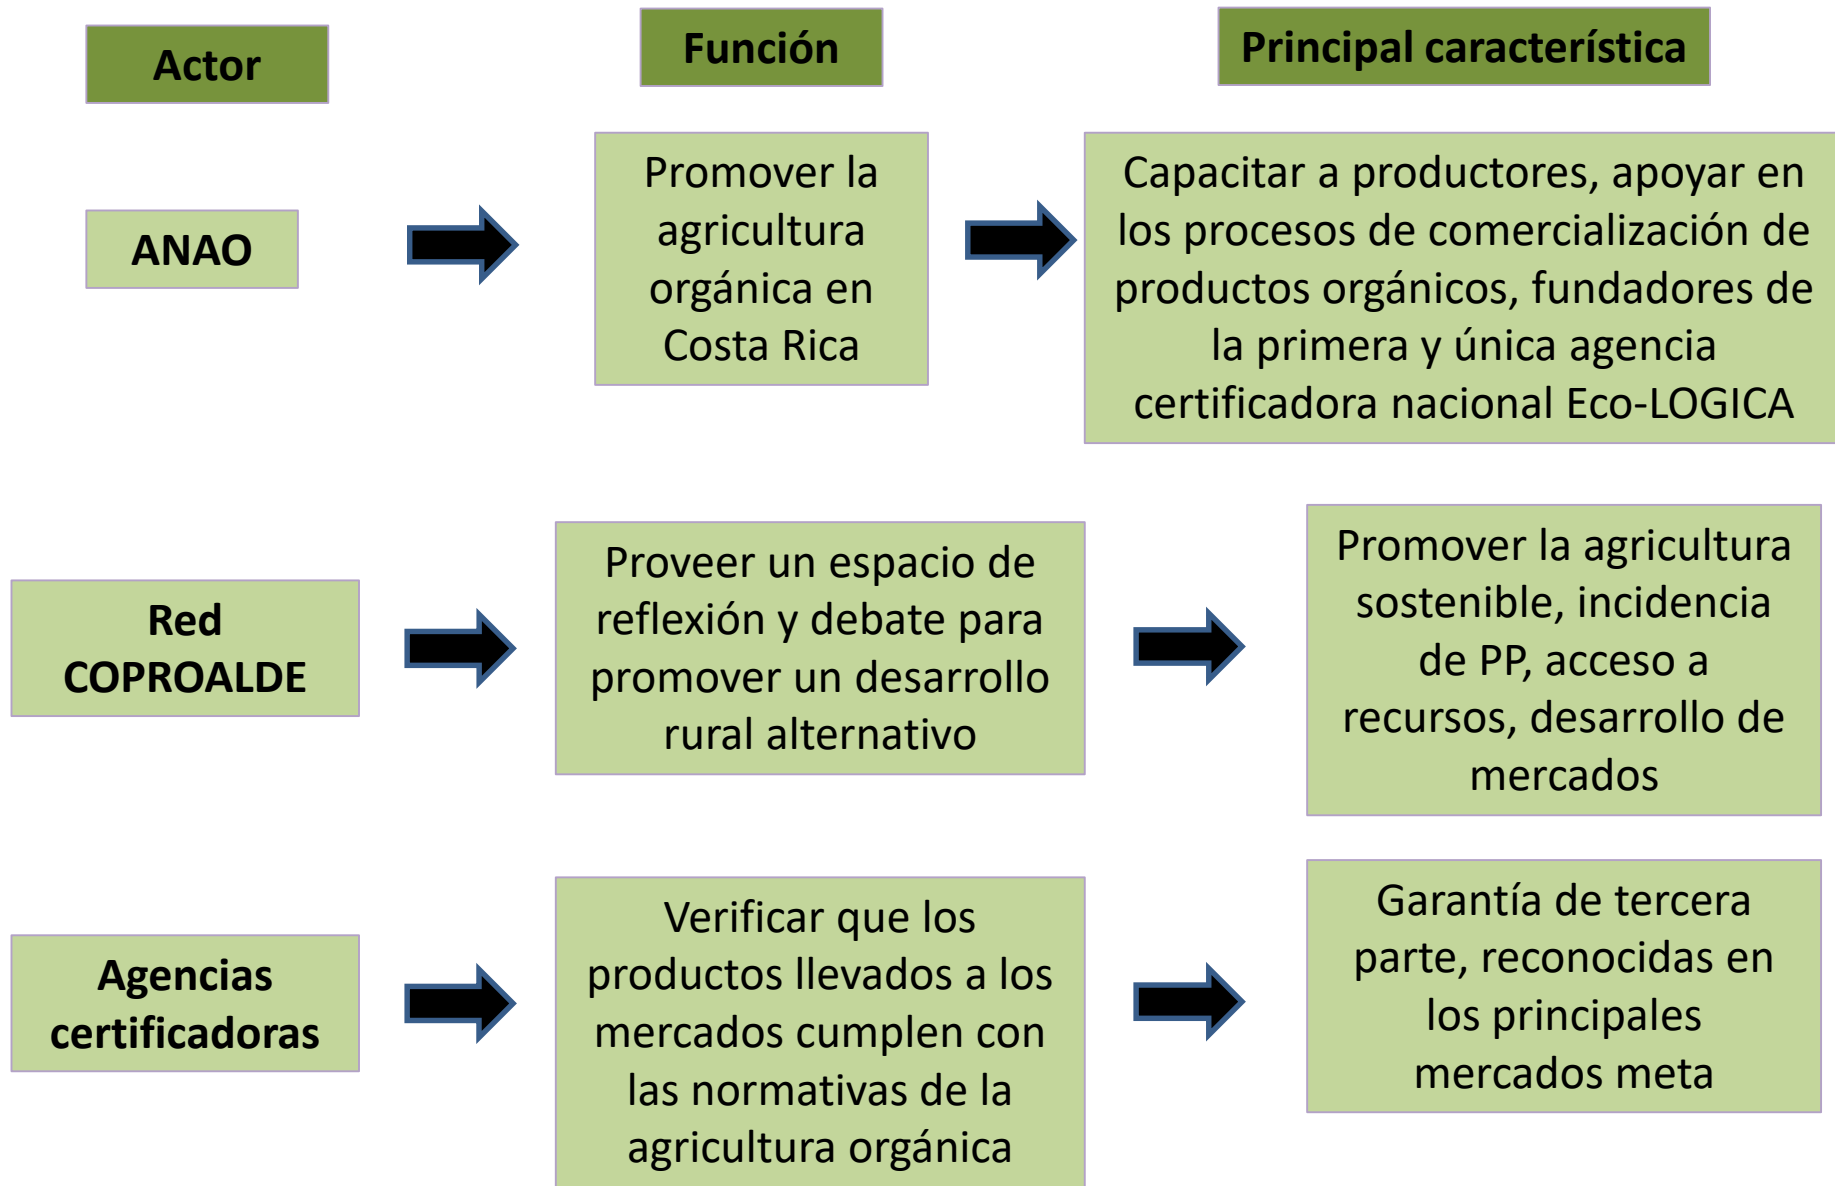 Actor
Función
Principal característica
ANAO
Promover la
agricultura
orgánica en
Costa Rica
Capacitar a productores, apoyar en
los procesos de comercialización de
productos orgánicos, fundadores de
la primera y única agencia
certificadora nacional Eco-LOGICA
Red
COPROALDE
Proveer un espacio de
reflexión y debate para
promover un desarrollo
rural alternativo
Promover la agricultura
sostenible, incidencia
de PP, acceso a
recursos, desarrollo de
mercados
Agencias
certificadoras
Verificar que los
productos llevados a los
mercados cumplen con
las normativas de la
agricultura orgánica
Garantía de tercera
parte, reconocidas en
los principales
mercados meta